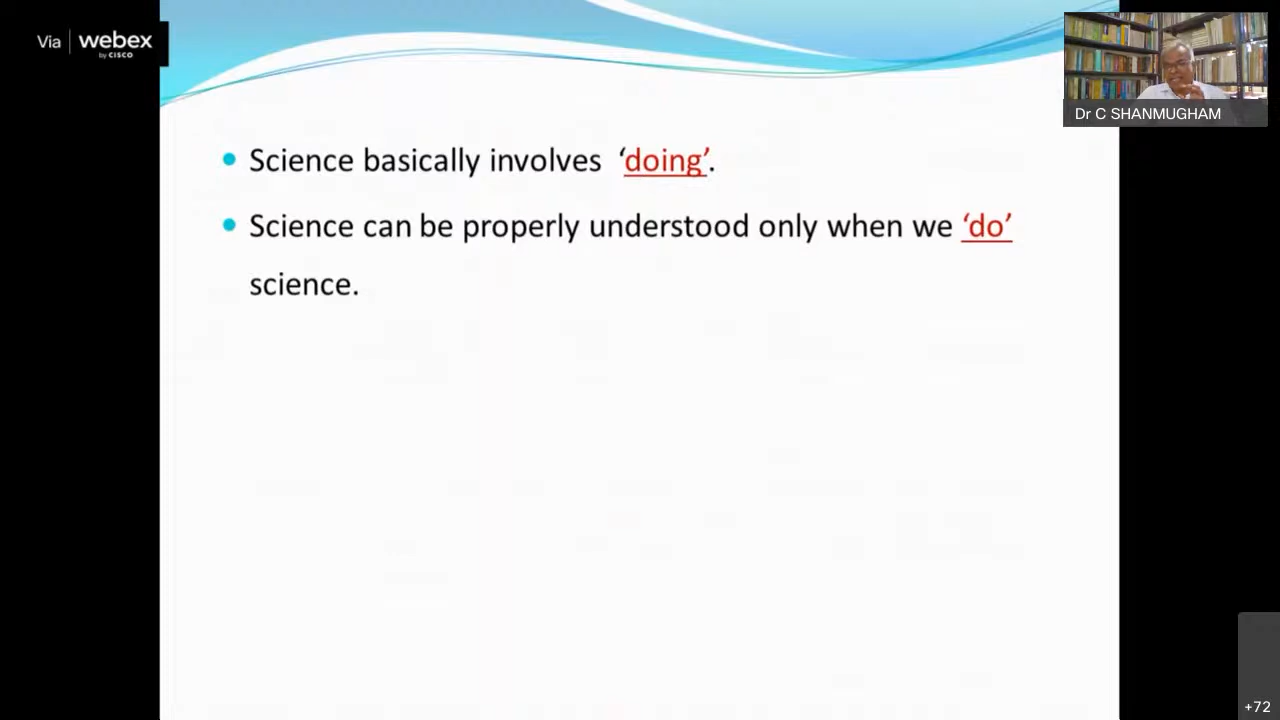 Via webex
by CISCO
Dr C SHANMUGHAM
• Science basically involves ‘doing’.
• Science can be properly understood only when we ‘do’
science.
+72